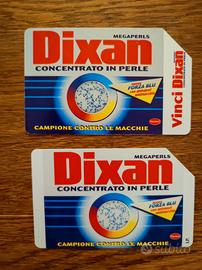 MEGAPERLS
Dixan
CONCENTRATO IN PERLE
FORZA BLU
CAMPIONE CONTRO LE MACCHIE
Vinci Dixan
MEGAPERLS
Dixan
CONCENTRATO IN PERLE
FORZA BLU
CAMPIONE CONTRO LE MACCHIE